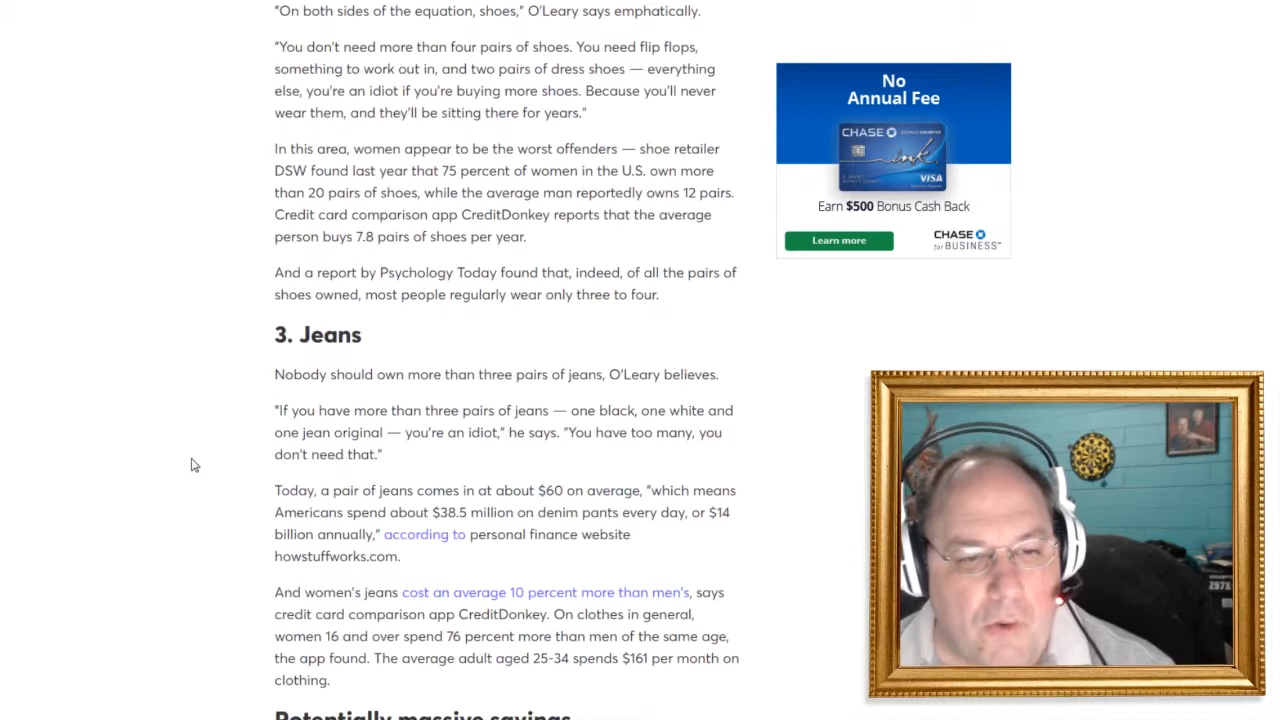 "On both sides of the equation, shoes," O'Leary says emphatically.
"You don't need more than four pairs of shoes. You need flip flops,
something to work out in, and two pairs of dress shoes — everything
else, you're an idiot if you're buying more shoes. Because you'll never
wear them, and they'll be sitting there for years."
In this area, women appear to be the worst offenders — shoe retailer
DSW found last year that 75 percent of women in the U.S. own more
than 20 pairs of shoes, while the average man reportedly owns 12 pairs.
Credit card comparison app CreditDonkey reports that the average
person buys 7.8 pairs of shoes per year.
And a report by Psychology Today found that, indeed, of all the pairs of
shoes owned, most people regularly wear only three to four.
3. Jeans
Nobody should own more than three pairs of jeans, O'Leary believes.
"If you have more than three pairs of jeans — one black, one white and
one jean original — you're an idiot," he says. "You have too many, you
don't need that."
Today, a pair of jeans comes in at about $60 on average, "which means
Americans spend about $38.5 million on denim pants every day, or $14
billion annually," according to personal finance website
howstuffworks.com.
And women's jeans cost an average 10 percent more than men's, says
credit card comparison app CreditDonkey. On clothes in general,
women 16 and over spend 76 percent more than men of the same age,
the app found. The average adult aged 25-34 spends $161 per month on
clothing.
Potentially massive savings
No
Annual Fee
CHASE
ink
VISA
Earn $500 Bonus Cash Back
Learn more
CHASE
for BUSINESS
297X